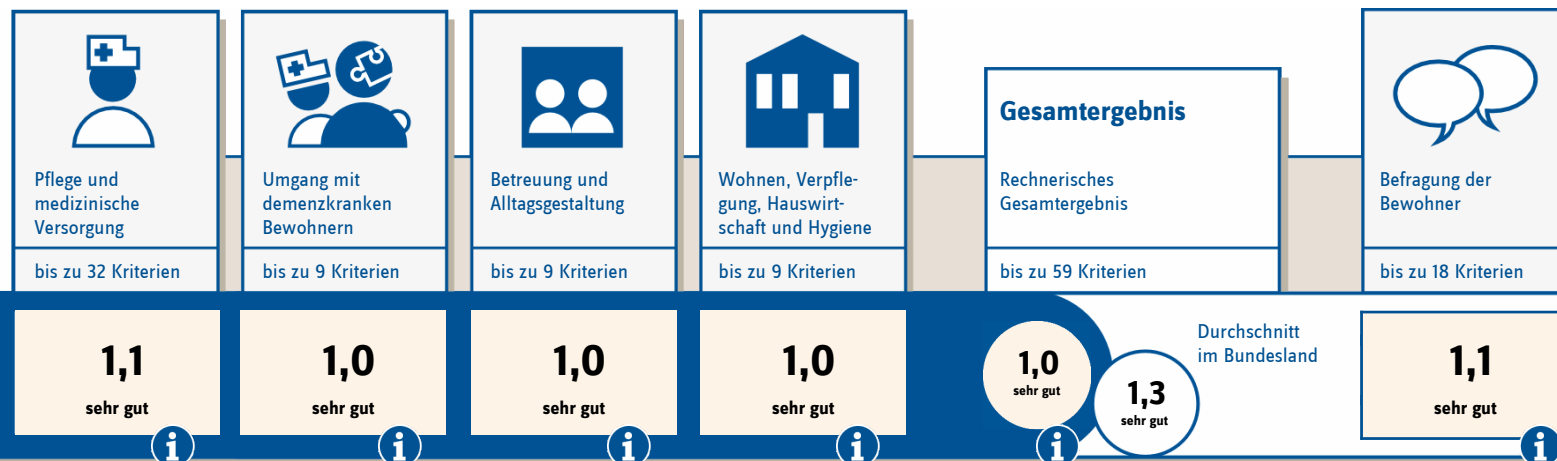 Pflege und
medizinische
Versorgung
bis zu 32 Kriterien
1,1
sehr gut
i
Umgang mit
demenzkranken
Bewohnern
bis zu 9 Kriterien
1,0
sehr gut
i
Betreuung und
Alltagsgestaltung
bis zu 9 Kriterien
1,0
sehr gut
i
Wohnen, Verpfle-
gung, Hauswirt-
schaft und Hygiene
bis zu 9 Kriterien
1,0
sehr gut
i
Gesamtergebnis
Rechnerisches
Gesamtergebnis
bis zu 59 Kriterien
1,0
sehr gut
i
1,3
sehr gut
Durchschnitt
im Bundesland
Befragung der
Bewohner
bis zu 18 Kriterien
1,1
sehr gut
i